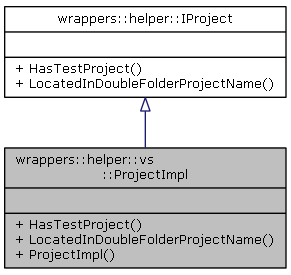 wrappers::helper::IProject
+ HasTestProject()
+ LocatedInDoubleFolderProjectName()
wrappers::helper::vs
::ProjectImpl
+ HasTestProject()
+ LocatedInDoubleFolderProjectName()
+ ProjectImpl()